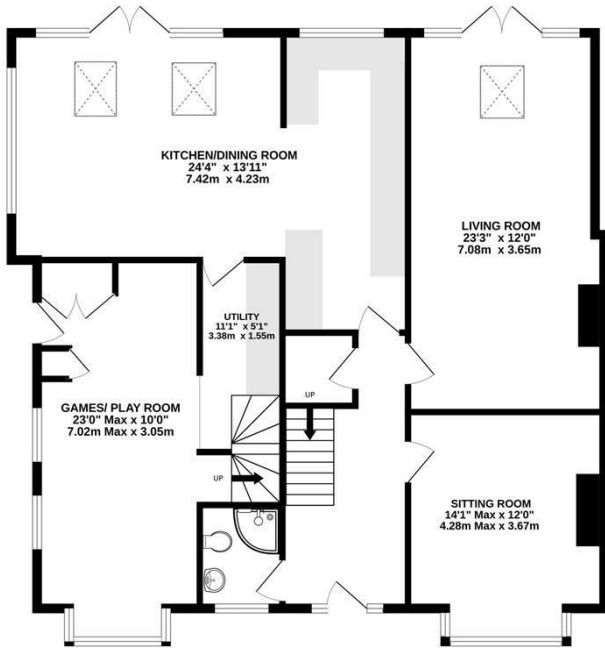 KITCHEN/DINING ROOM
24'4" x 13'11"
7.42m x 4.23m
LIVING ROOM
23'3" x 12'0"
7.08m x 3.65m
UTILITY
11'1" x 5'1"
3.38m x 1.55m
UP
GAMES/ PLAY ROOM
23'0" Max x 10'0"
7.02m Max x 3.05m
UP
SITTING ROOM
14'1" Max x 12'0"
4.28m Max x 3.67m